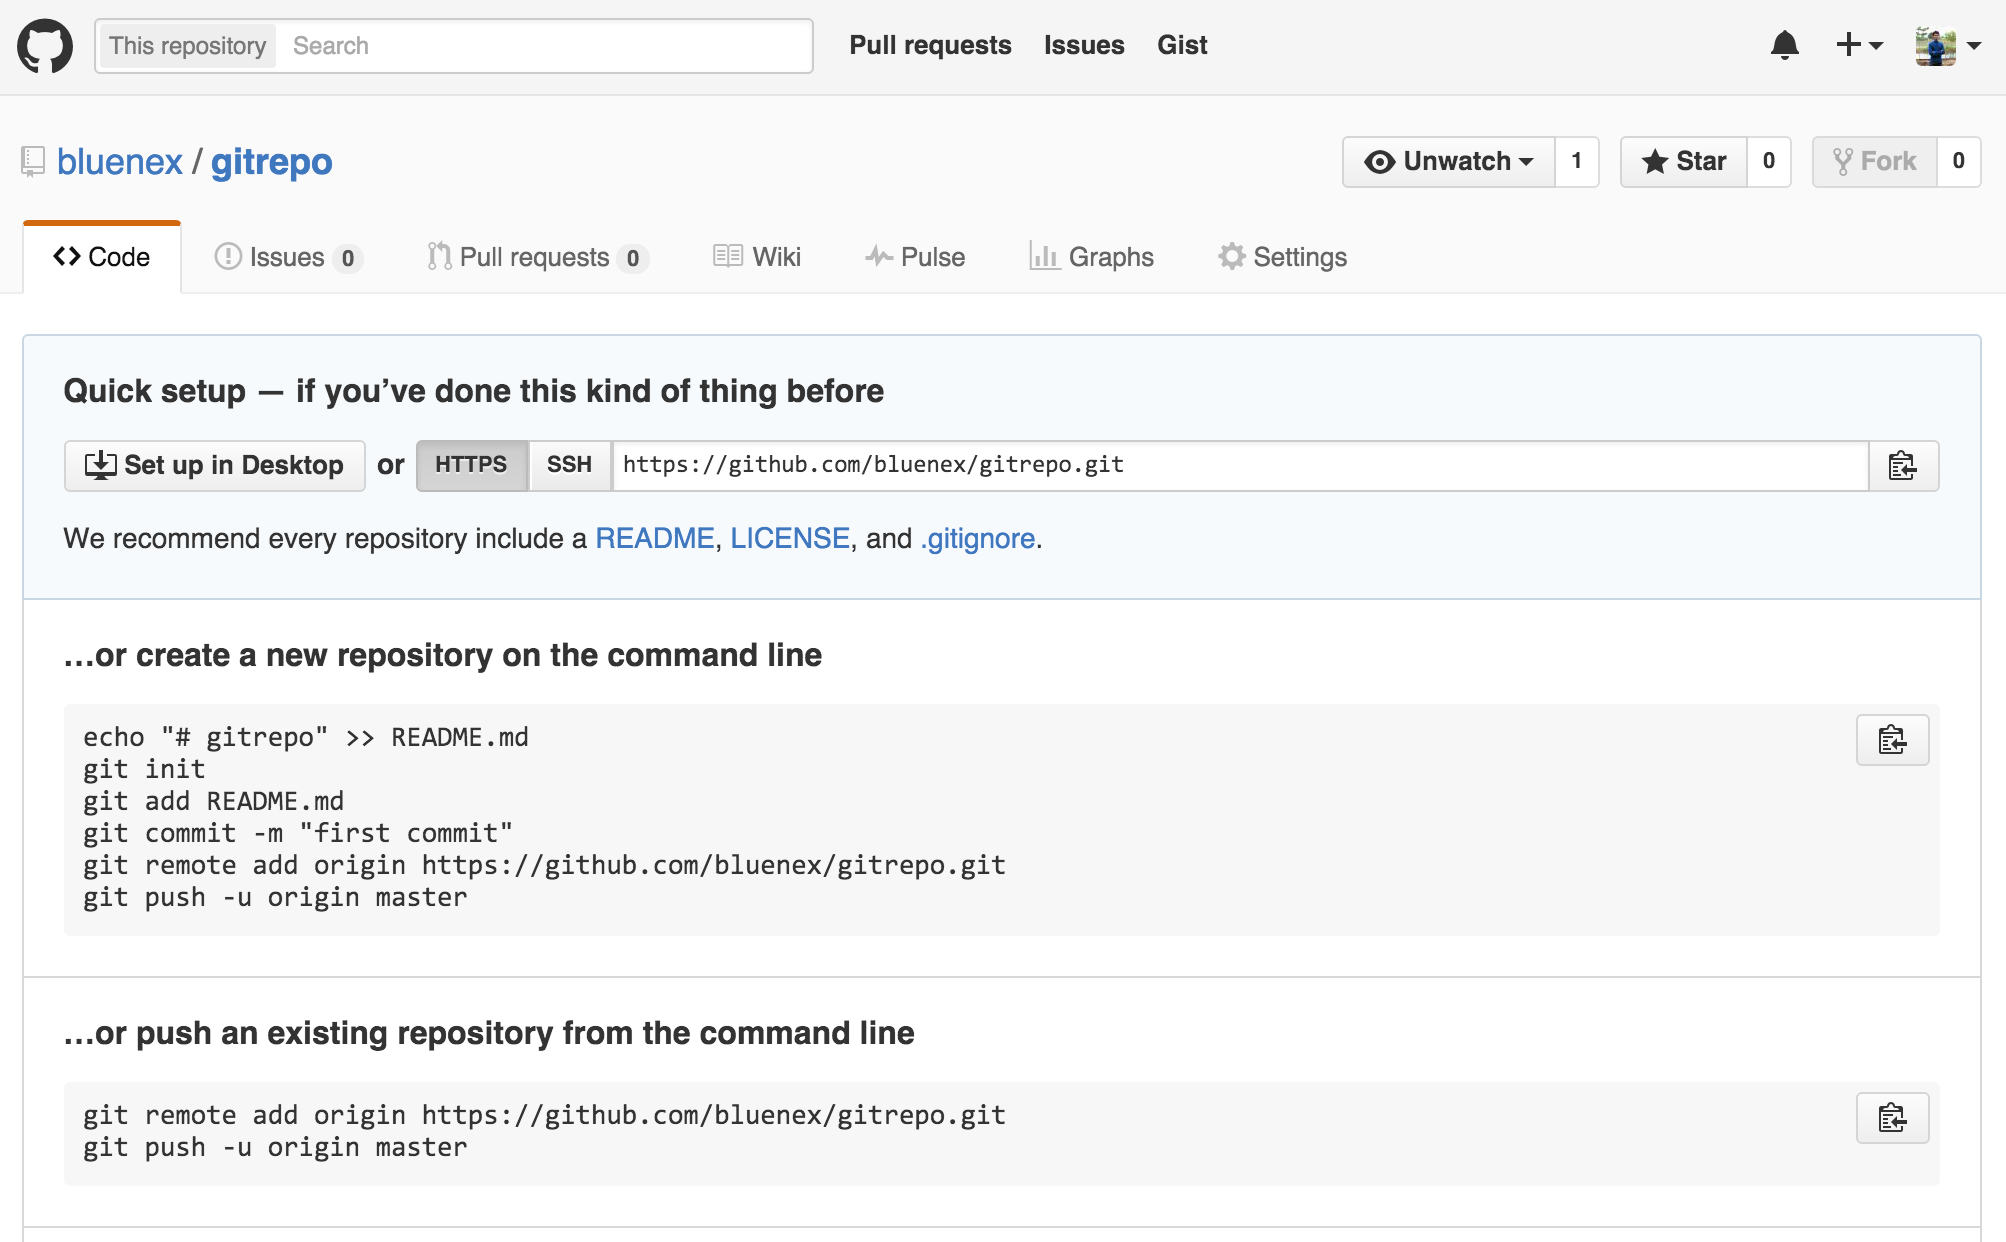 This repository Search Pull requests Issues Gist
bluenex / gitrepo Unwatch 1 Star 0 Fork 0
Code Issues 0 Pull requests 0 Wiki Pulse Graphs Settings
Quick setup — if you’ve done this kind of thing before
Set up in Desktop or HTTPS SSH https://github.com/bluenex/gitrepo.git
We recommend every repository include a README, LICENSE, and .gitignore.
…or create a new repository on the command line
echo "# gitrepo" >> README.md
git init
git add README.md
git commit -m "first commit"
git remote add origin https://github.com/bluenex/gitrepo.git
git push -u origin master
…or push an existing repository from the command line
git remote add origin https://github.com/bluenex/gitrepo.git
git push -u origin master